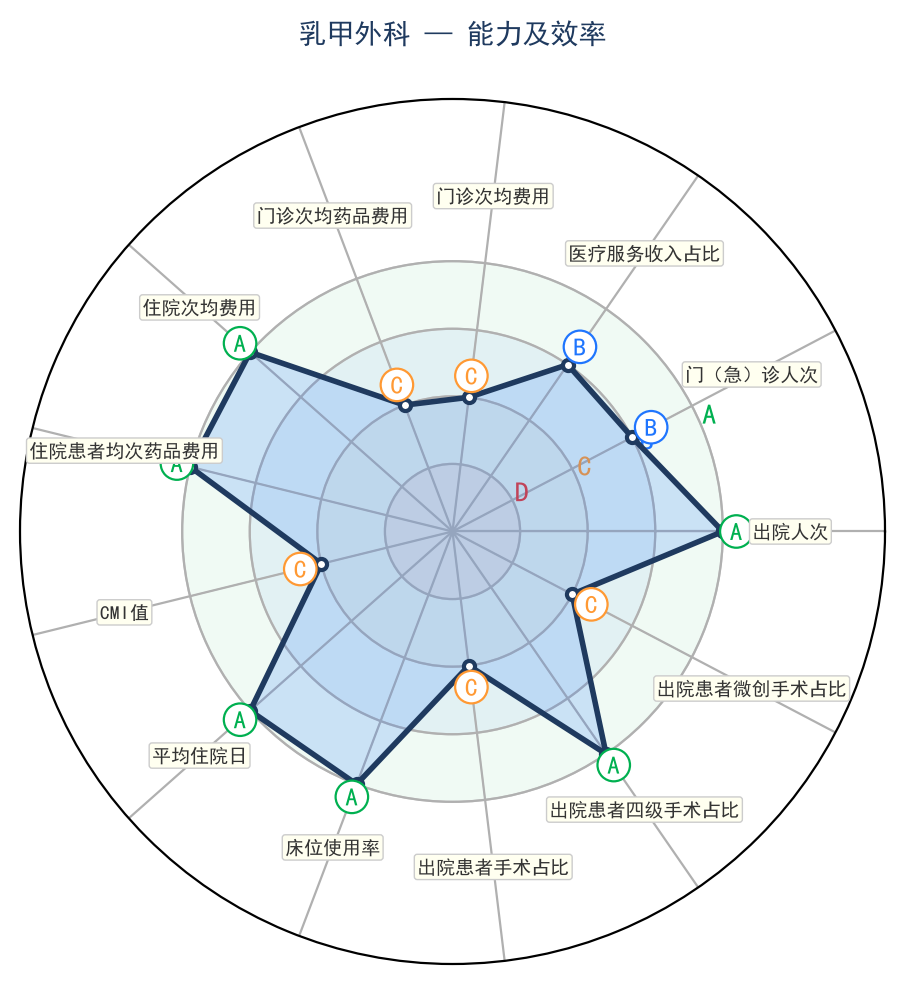 乳甲外科 — 能力及效率
门诊次均费用
门诊次均药品费用
医疗服务收入占比
住院次均费用
A
B
门（急）诊人次
C
C
A
B
B
住院患者均次药品费用
A
C
D
A
出院人次
C
C
CMI值
出院患者微创手术占比
C
A
平均住院日
A
A
出院患者四级手术占比
床位使用率
出院患者手术占比